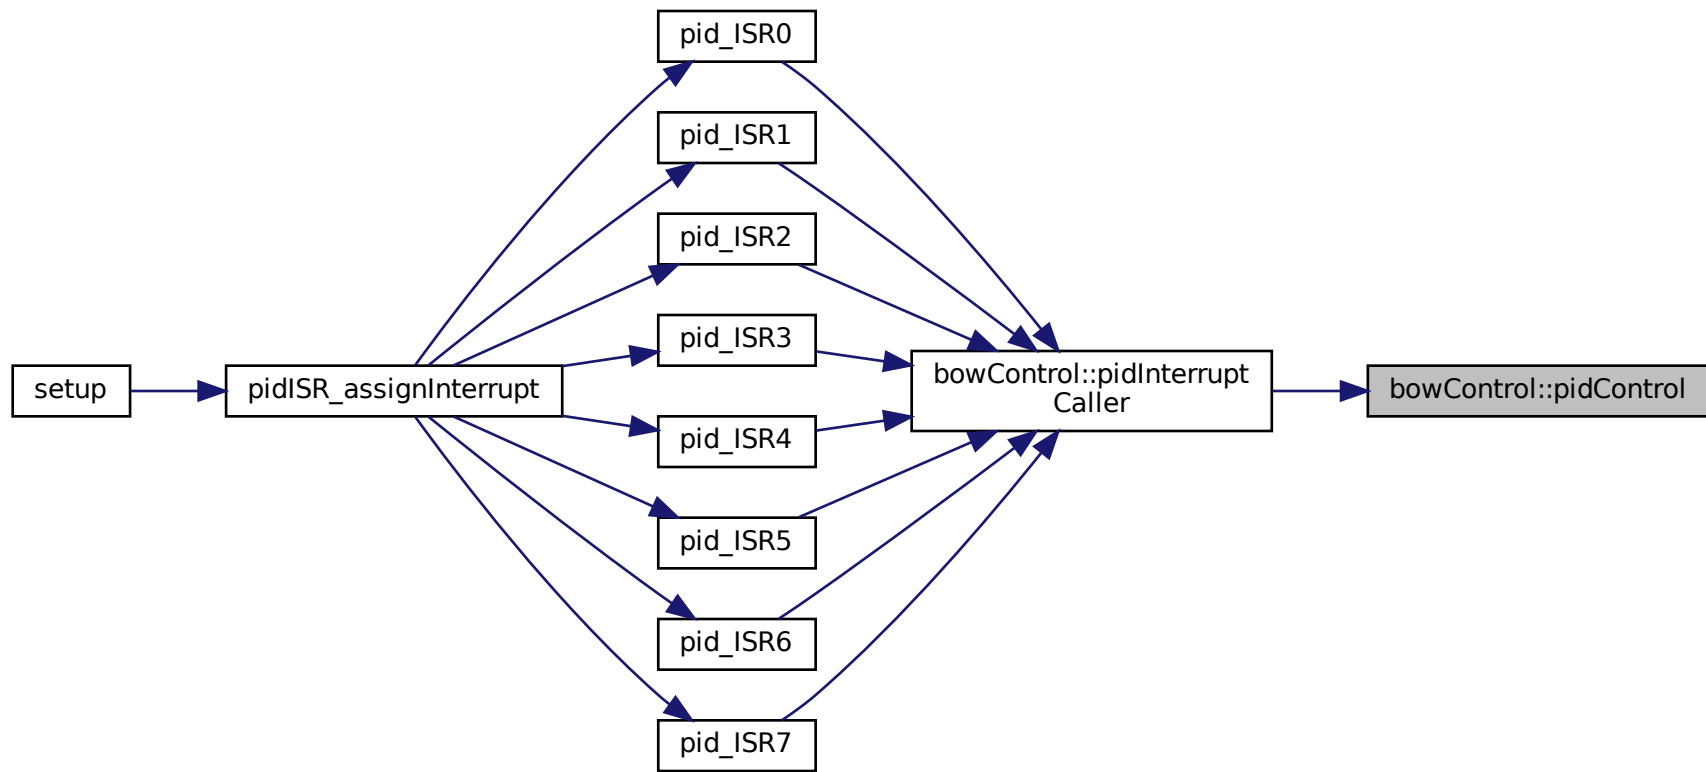 pid_ISR0
pid_ISR1
pid_ISR2
pid_ISR3
bowControl::pidInterrupt
Caller
setup
pidISR_assignInterrupt
bowControl::pidControl
pid_ISR4
pid_ISR5
pid_ISR6
pid_ISR7